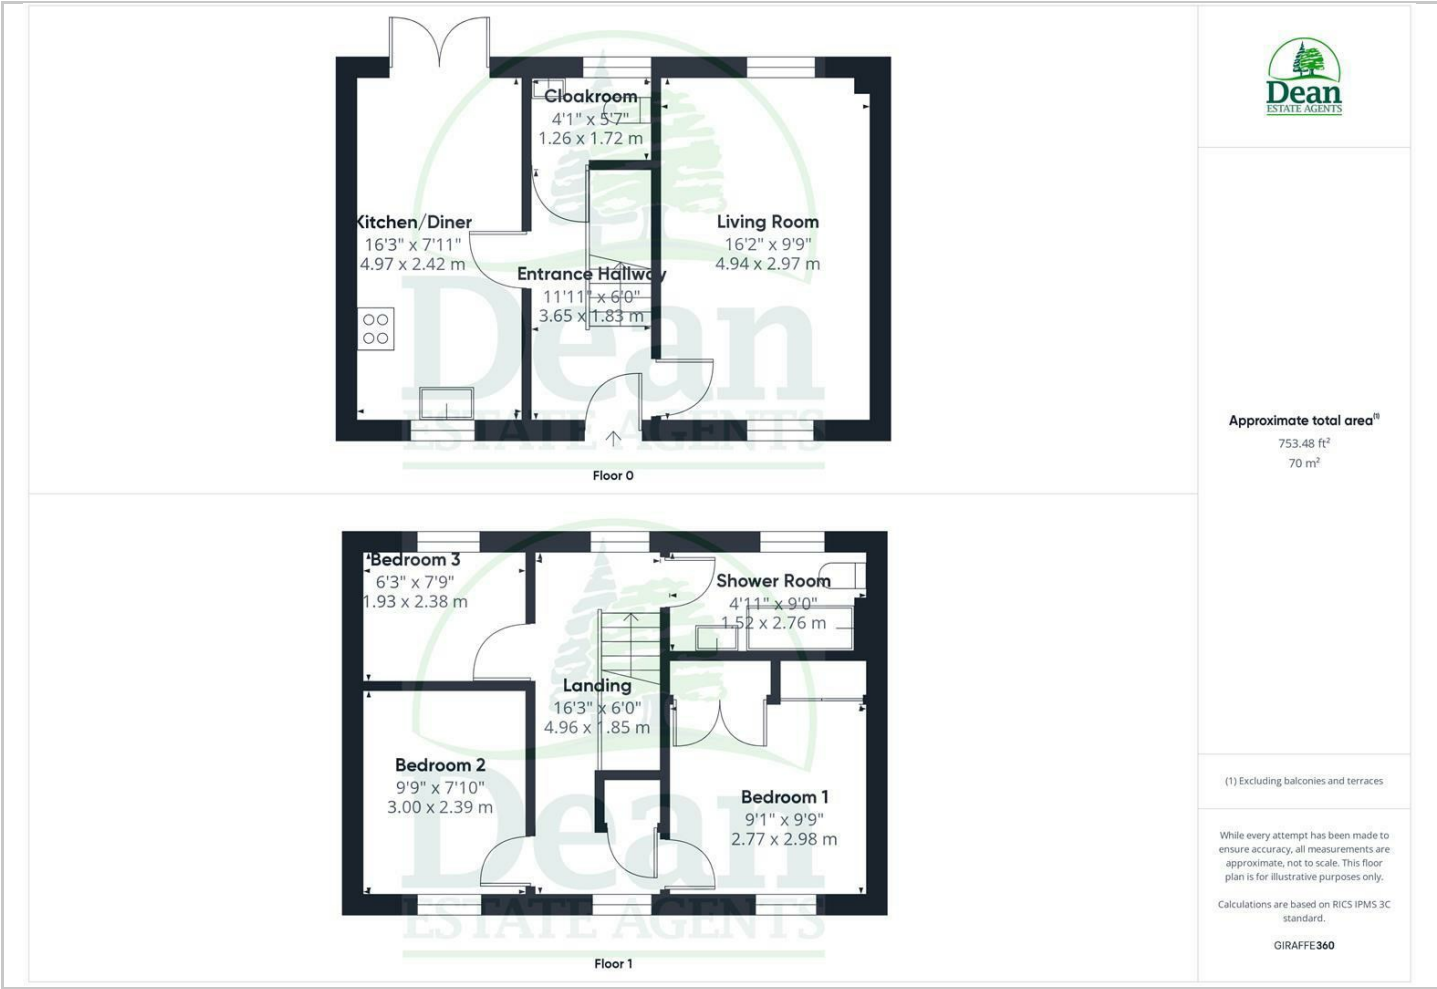 Cloakroom
4'1" x 5'7"
1.26 x 1.72 m
Kitchen/Diner
16'3" x 7'11"
4.97 x 2.42 m
Living Room
16'2" x 9'9"
4.94 x 2.97 m
Entrance Hallway
11'11" x 6'0"
3.65 x 1.83 m
Dean
ESTATE AGENTS
Floor 0
Bedroom 3
6'3" x 7'9"
1.93 x 2.38 m
Shower Room
4'11" x 9'0"
1.52 x 2.76 m
Landing
16'3" x 6'0"
4.96 x 1.85 m
Bedroom 2
9'9" x 7'10"
3.00 x 2.39 m
Bedroom 1
9'1" x 9'9"
2.77 x 2.98 m
Dean
ESTATE AGENTS
Floor 1
Dean
ESTATE AGENTS
Approximate total area(1)
753.48 ft²
70 m²
(1) Excluding balconies and terraces
While every attempt has been made to
ensure accuracy, all measurements are
approximate, not to scale. This floor
plan is for illustrative purposes only.
Calculations are based on RICS IPMS 3C
standard.
GIRAFFE360